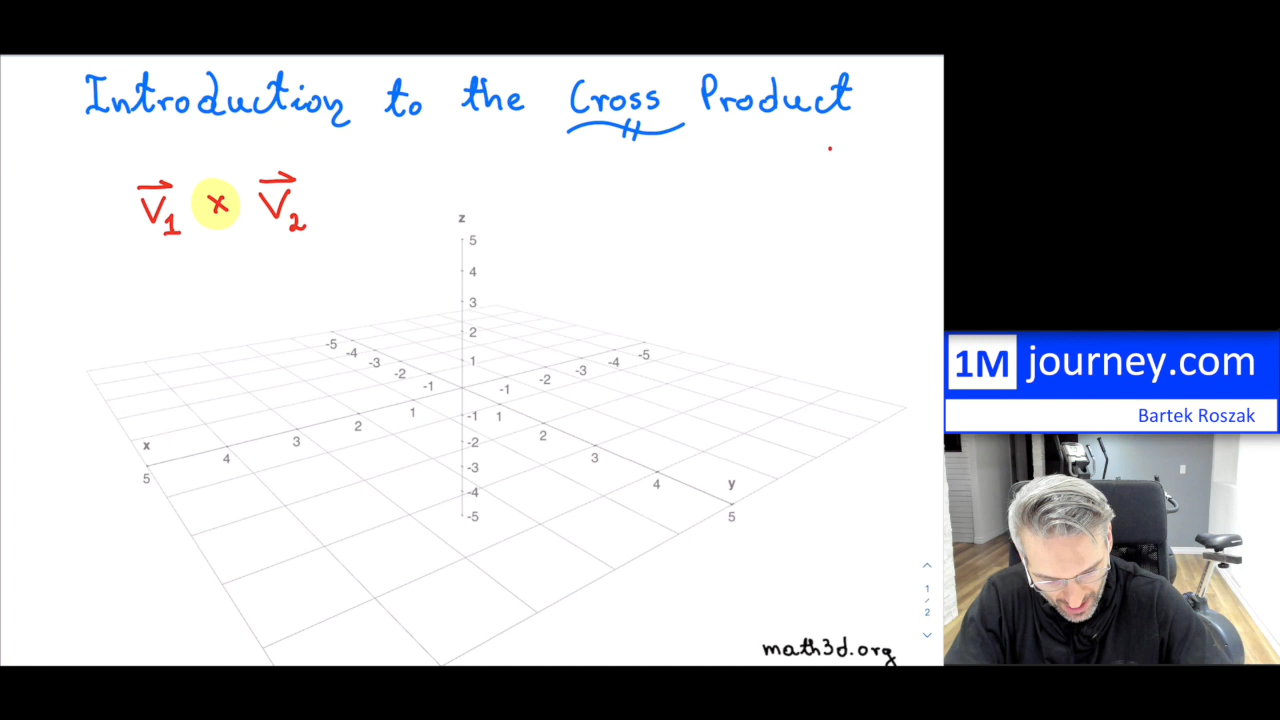 Introduction to the Cross Product
V1 × V2
z
5
4
3
2
1
-5 -4 -3 -2 -1
-5 -4 -3 -2 -1
x
5 4 3 2 1
1 2 3 4 5
y
-1
-2
-3
-4
-5
1M journey.com
Bartek Roszak
1
/
2
math3d.org